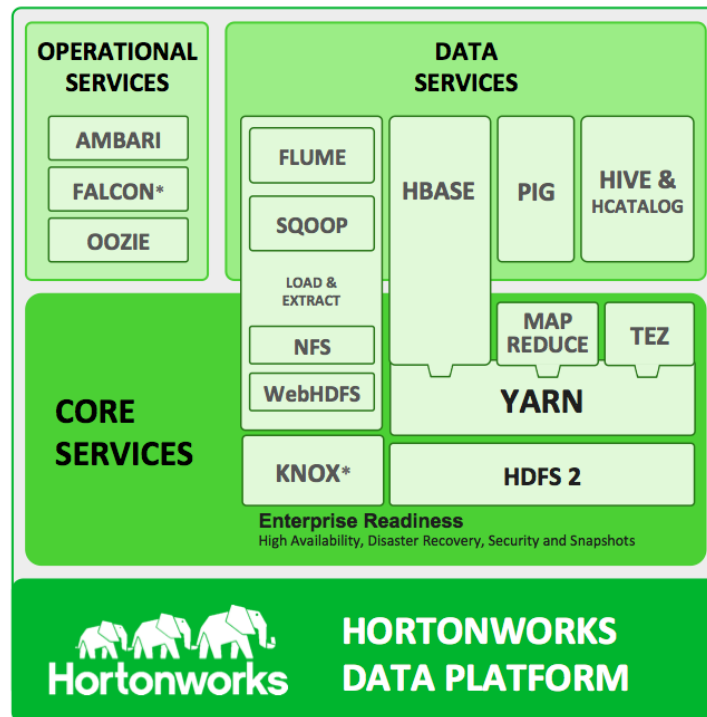 OPERATIONAL
SERVICES
AMBARI
FALCON*
OOZIE
DATA
SERVICES
FLUME
SQOOP
LOAD &
EXTRACT
NFS
WebHDFS
HBASE
PIG
HIVE &
HCATALOG
CORE
SERVICES
MAP
REDUCE
TEZ
YARN
KNOX*
HDFS 2
Enterprise Readiness
High Availability, Disaster Recovery, Security and Snapshots
Hortonworks
HORTONWORKS
DATA PLATFORM